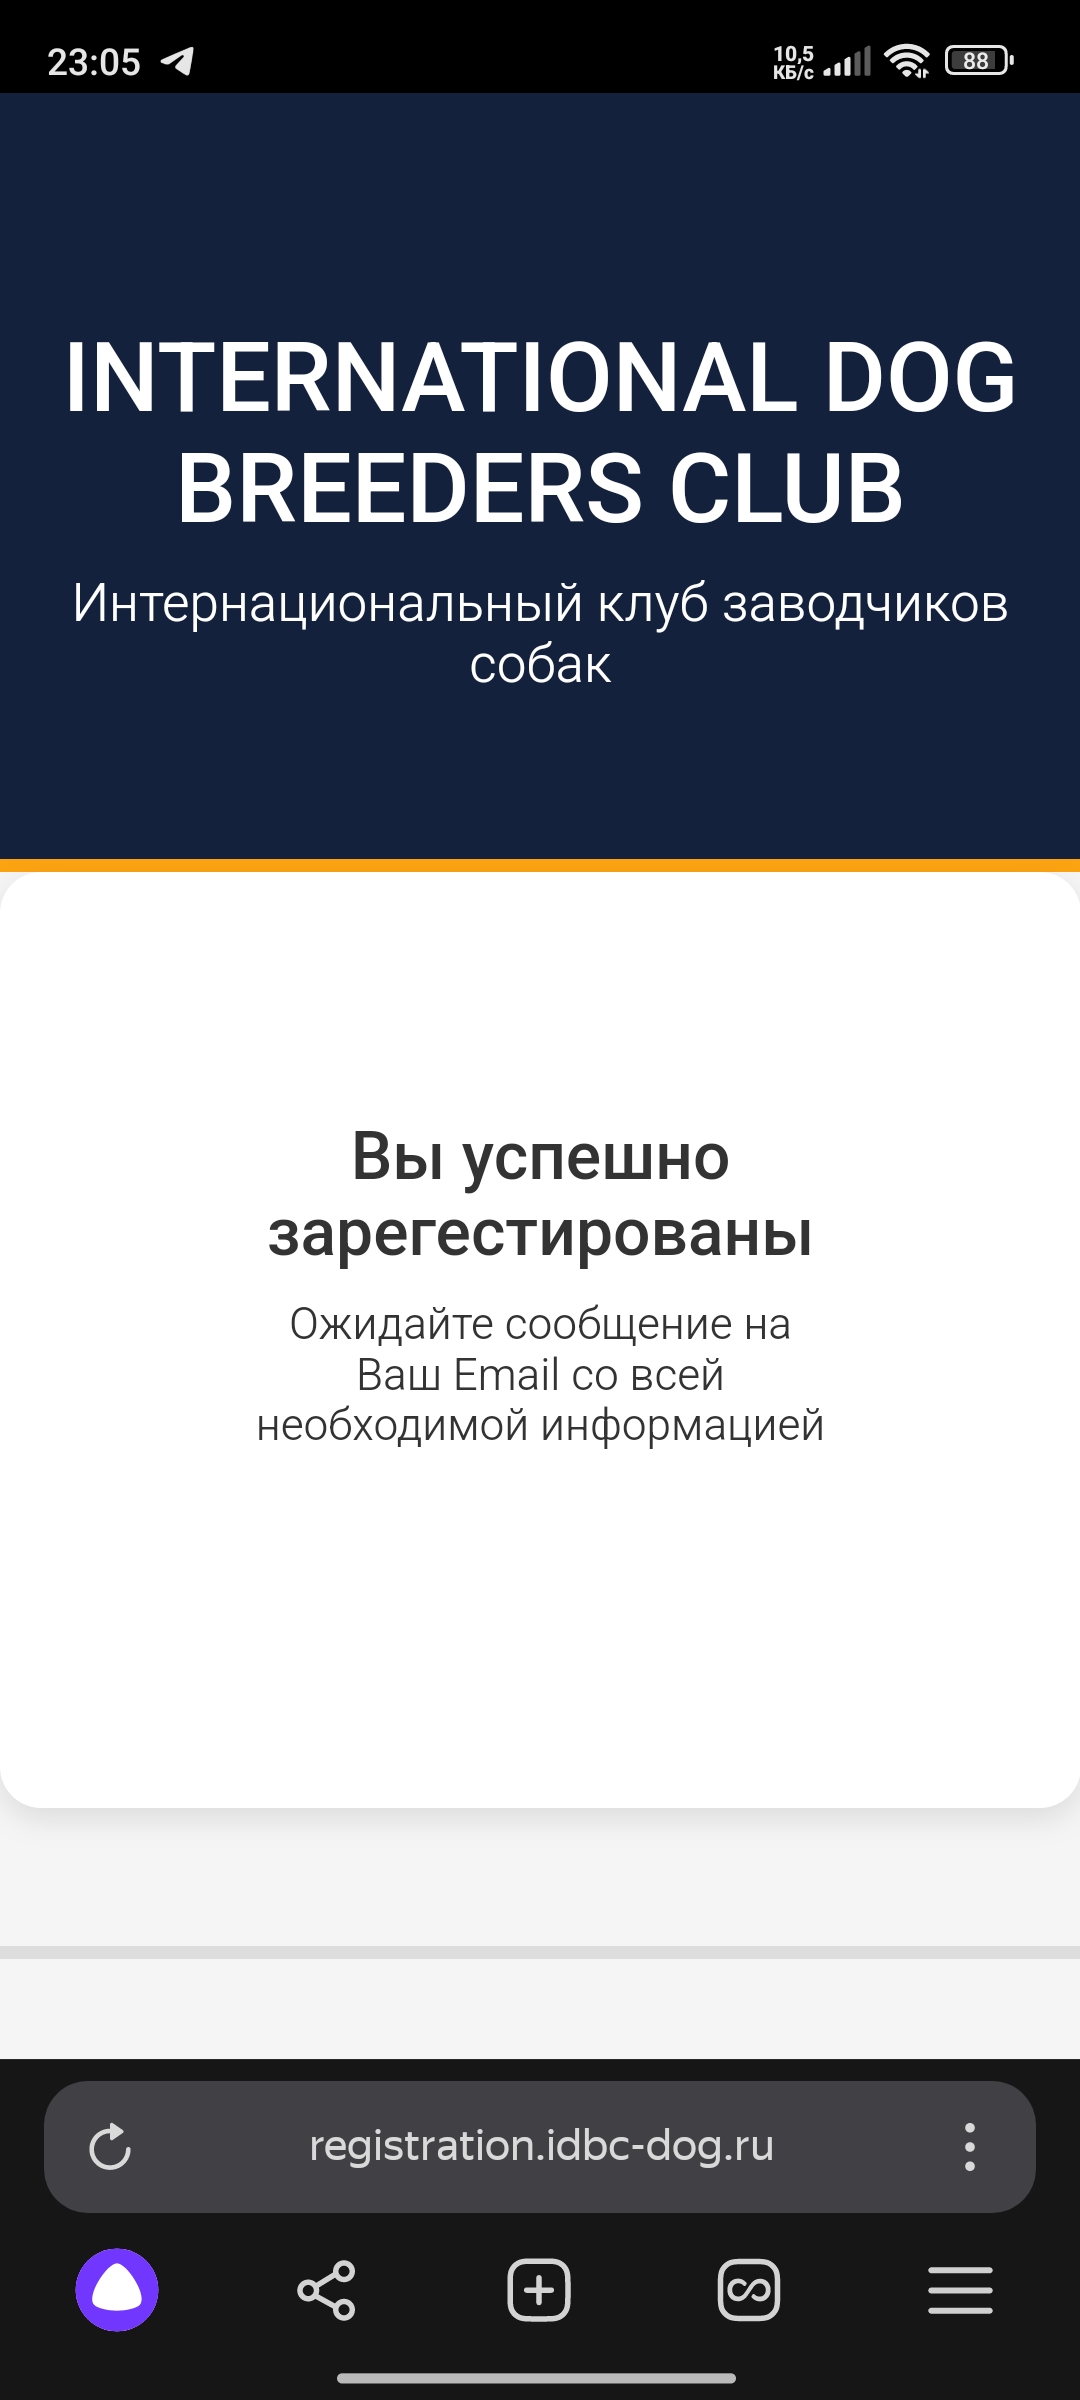 23:05
10,5
КБ/с
88
INTERNATIONAL DOG
BREEDERS CLUB
Интернациональный клуб заводчиков
собак
Вы успешно
зарегестированы
Ожидайте сообщение на
Ваш Email со всей
необходимой информацией
registration.idbc-dog.ru